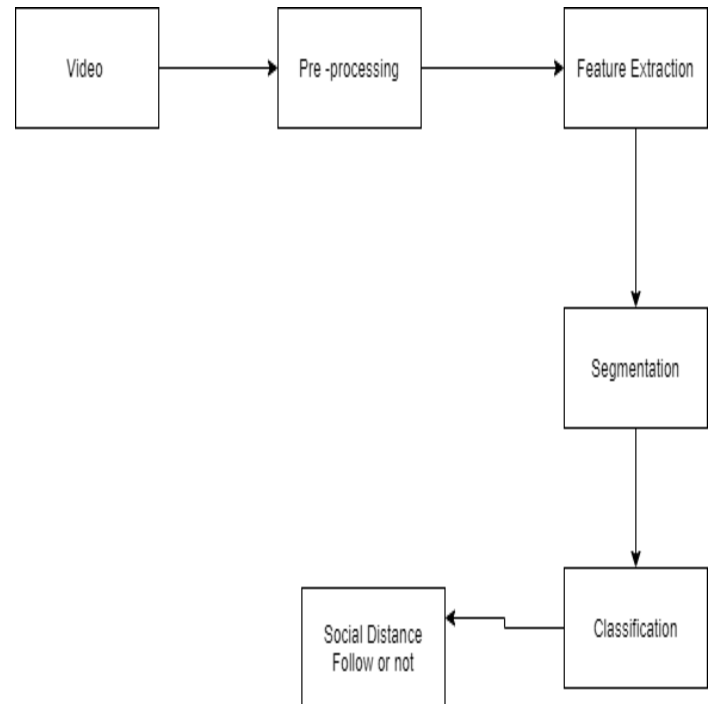 Video
Pre -processing
Feature Extraction
Segmentation
Classification
Social Distance
Follow or not